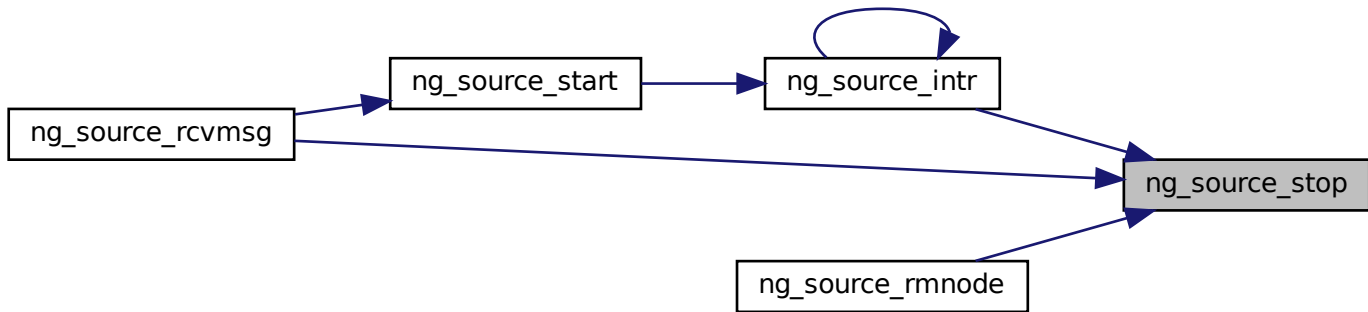 ng_source_start
ng_source_intr
ng_source_rcvmsg
ng_source_stop
ng_source_rmnode